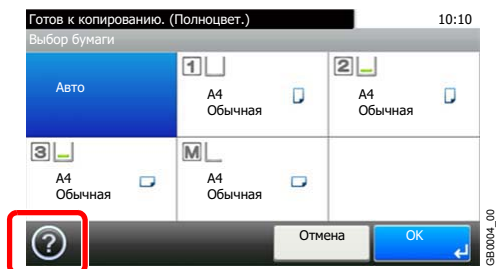 Готов к копированию. (Полноцвет.) 10:10
Выбор бумаги
Авто
1
A4
Обычная
2
A4
Обычная
3
A4
Обычная
M
A4
Обычная
?
Отмена
OK
GB0004_00